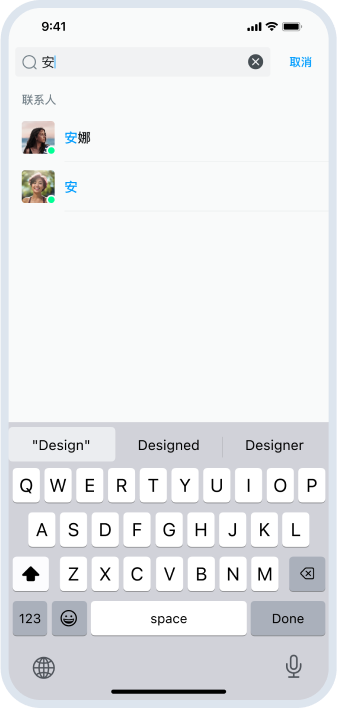 9:41
安 取消
联系人
安娜
安
"Design" Designed Designer
Q W E R T Y U I O P
A S D F G H J K L
Z X C V B N M
123 space Done